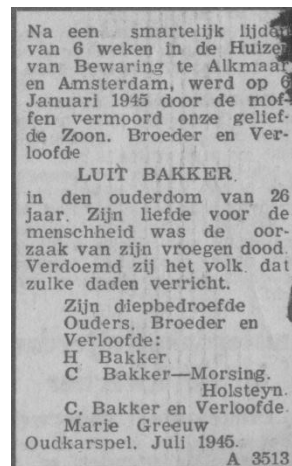 Na een smartelijk lijden
van 6 weken in de Huizen
van Bewaring te Alkmaar
en Amsterdam, werd op 6
Januari 1945 door de mof-
fen vermoord onze gelief-
de Zoon. Broeder en Ver-
loofde
LUIT BAKKER.
in den ouderdom van 26
jaar. Zijn liefde voor de
menschheid was de oor-
zaak van zijn vroegen dood.
Verdoemd zij het volk dat
zulke daden verricht.
Zijn diepbedroefde
Ouders, Broeder en
Verloofde:
H Bakker.
C Bakker—Morsing.
Holsteyn.
C. Bakker en Verloofde
Marie Greeuw
Oudkarspel, Juli 1945.
A 3513